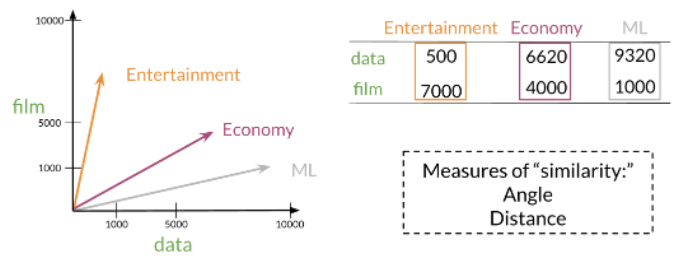 10000
Entertainment
film
5000
Economy
1000
ML
1000 5000 10000
data
Entertainment Economy ML
data 500 6620 9320
film 7000 4000 1000
Measures of “similarity:”
Angle
Distance